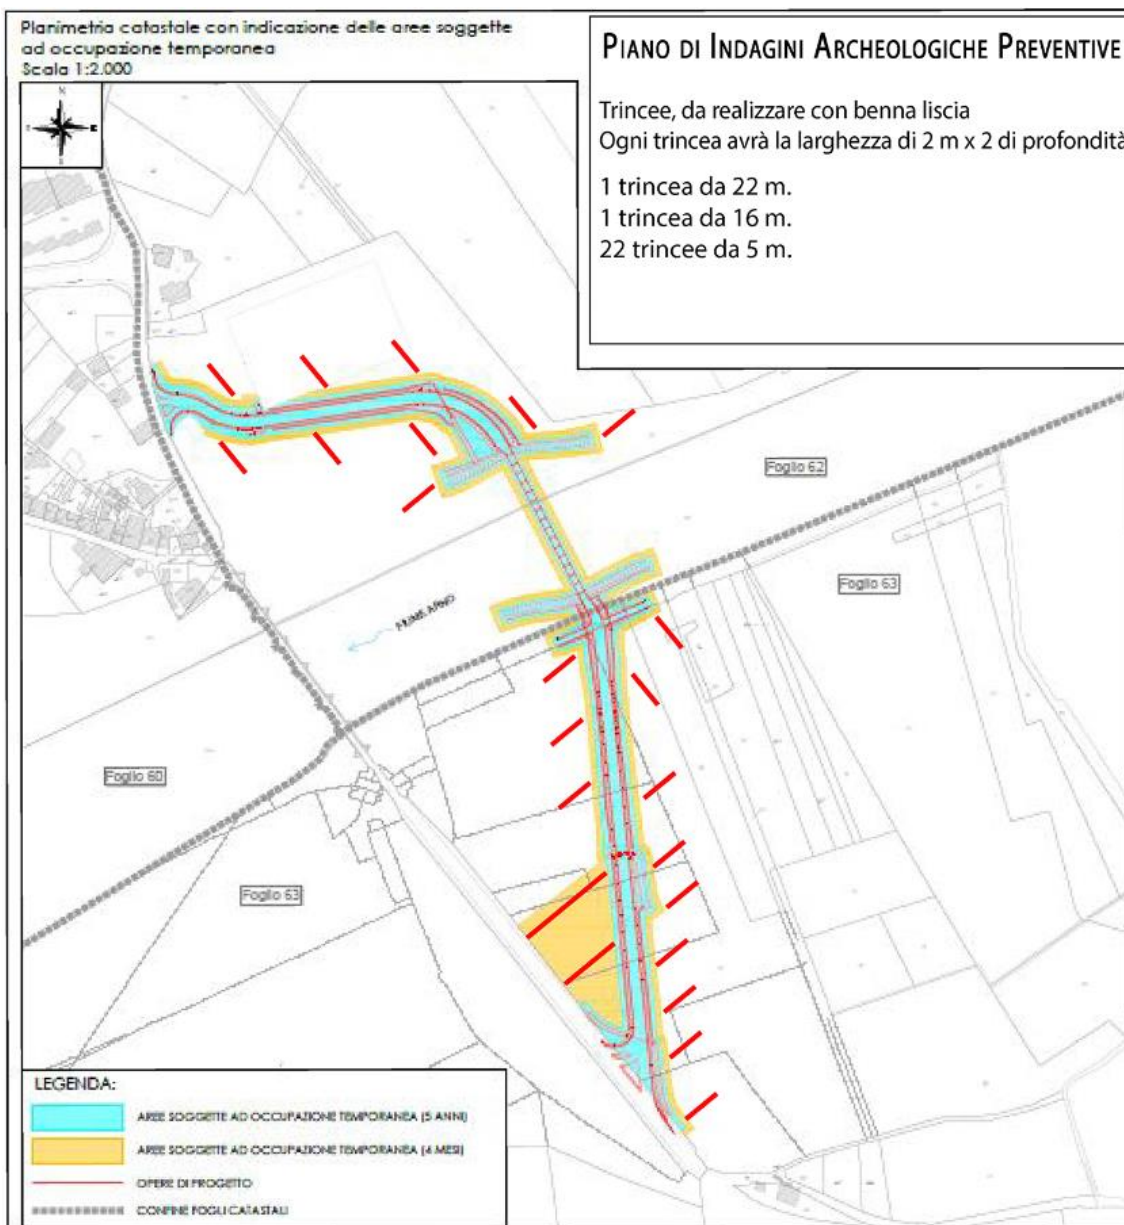 Planimetria catastale con indicazione delle aree soggette
ad occupazione temporanea
Scala 1:2.000
PIANO DI INDAGINI ARCHEOLOGICHE PREVENTIVE
Trincee, da realizzare con benna liscia
Ogni trincea avrà la larghezza di 2 m x 2 di profondità
1 trincea da 22 m.
1 trincea da 16 m.
22 trincee da 5 m.
N
Foglio 62
Foglio 63
FIUME ARNO
Foglio 60
Foglio 63
LEGENDA:
AREE SOGGETTE AD OCCUPAZIONE TEMPORANEA (5 ANNI)
AREE SOGGETTE AD OCCUPAZIONE TEMPORANEA (4 MESI)
OPERE DI PROGETTO
CONFINE FOGLI CATASTALI